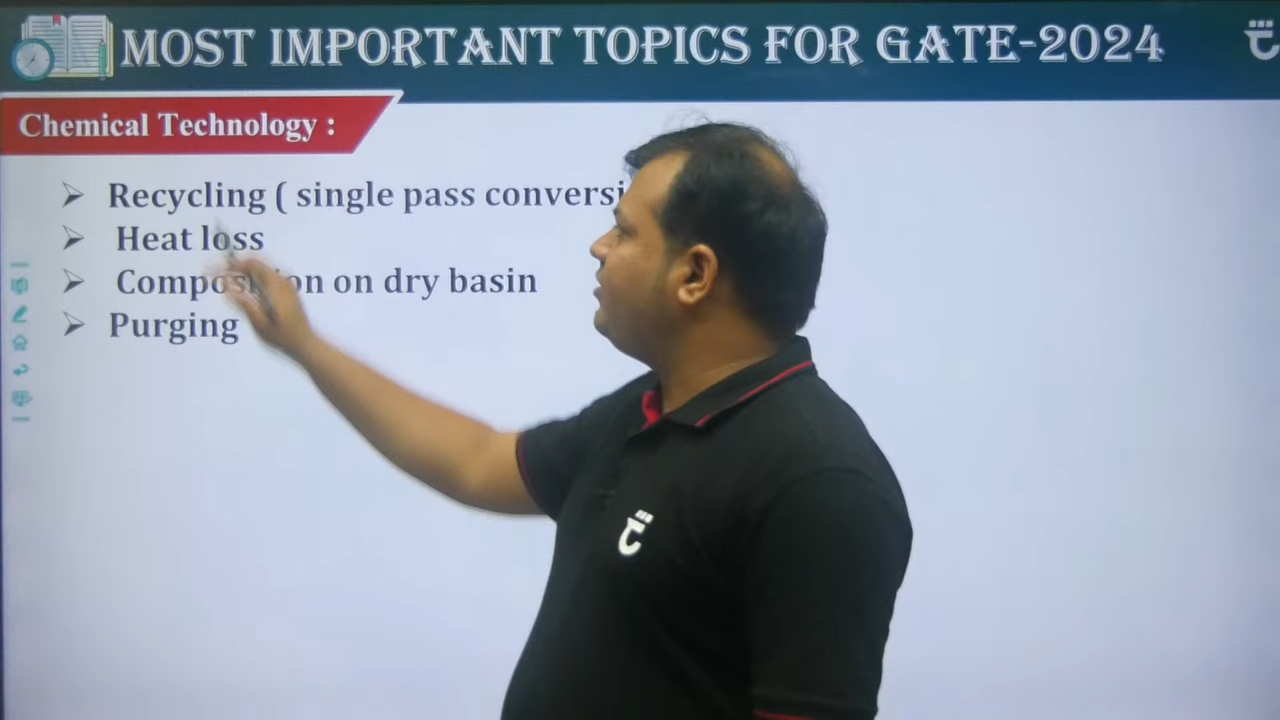 MOST IMPORTANT TOPICS FOR GATE-2024
Chemical Technology :
Recycling ( single pass
Heat loss
on dry basin
Purging